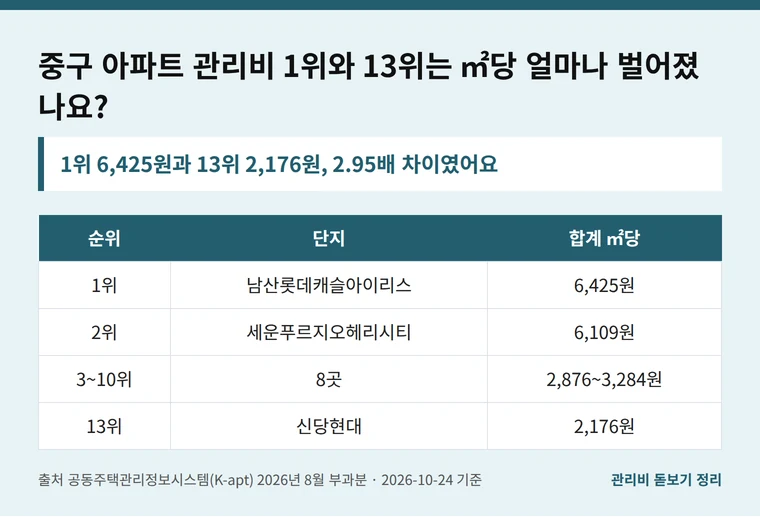 중구 아파트 관리비 1위와 13위는 ㎡당 얼마나 벌어졌
나요?
1위 6,425원과 13위 2,176원, 2.95배 차이였어요
순위 단지 합계 ㎡당
1위 남산롯데캐슬아이리스 6,425원
2위 세운푸르지오헤리시티 6,109원
3~10위 8곳 2,876~3,284원
13위 신당현대 2,176원
출처 공동주택관리정보시스템(K-apt) 2026년 8월 부과분 · 2026-10-24 기준 관리비 돋보기 정리